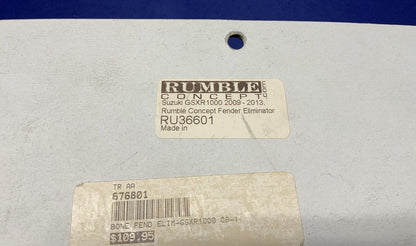 RUMBLE
CONCEPT.com
Suzuki GSXR1000 2009 - 2013.
Rumble Concept Fender Eliminator
RU36601
Made in
TR AA
676801
BONE FEND ELIM-GSXR1000 09-1
$109.95